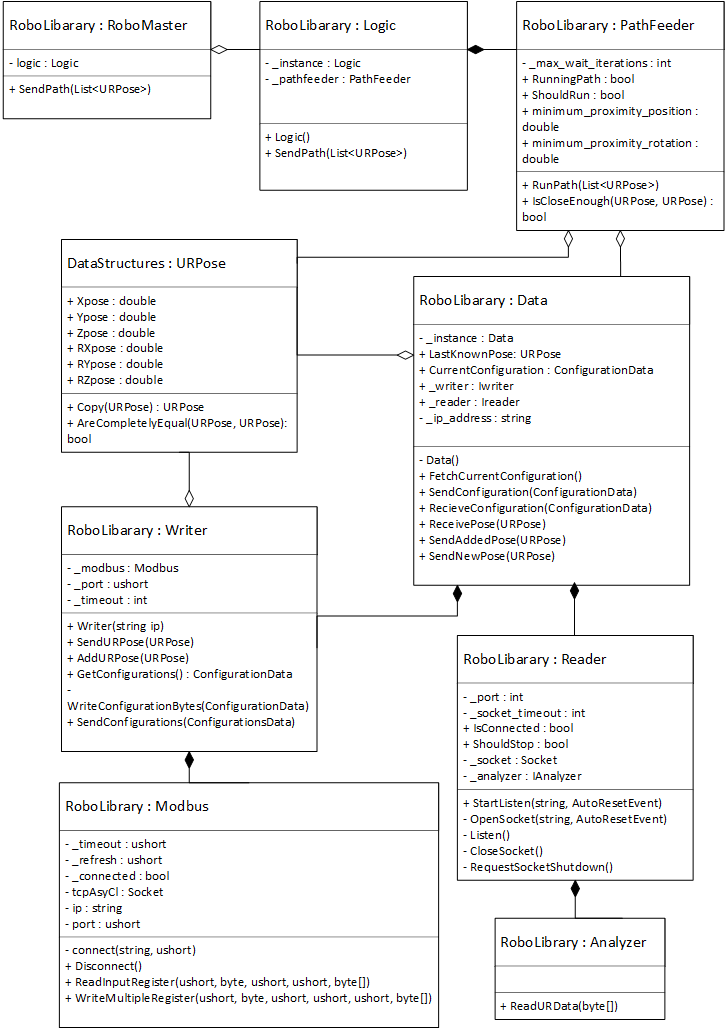 RoboLibarary : RoboMaster
- logic : Logic
+ SendPath(List<URPose>)
RoboLibarary : Logic
- _instance : Logic
- _pathfeeder : PathFeeder
+ Logic()
+ SendPath(List<URPose>)
RoboLibarary : PathFeeder
- _max_wait_iterations : int
+ RunningPath : bool
+ ShouldRun : bool
+ minimum_proximity_position :
double
+ minimum_proximity_rotation :
double
+ RunPath(List<URPose>)
+ IsCloseEnough(URPose, URPose) :
bool
DataStructures : URPose
+ Xpose : double
+ Ypose : double
+ Zpose : double
+ RXpose : double
+ RYpose : double
+ RZpose : double
+ Copy(URPose) : URPose
+ AreCompletelyEqual(URPose, URPose):
bool
RoboLibarary : Data
- _instance : Data
+ LastKnownPose: URPose
+ CurrentConfiguration : ConfigurationData
+ _writer : Iwriter
+ _reader : Ireader
- _ip_address : string
- Data()
+ FetchCurrentConfiguration()
+ SendConfiguration(ConfigurationData)
+ RecieveConfiguration(ConfigurationData)
+ ReceivePose(URPose)
+ SendAddedPose(URPose)
+ SendNewPose(URPose)
RoboLibarary : Writer
- _modbus : Modbus
- _port : ushort
- _timeout : int
+ Writer(string ip)
+ SendURPose(URPose)
+ AddURPose(URPose)
+ GetConfigurations() : ConfigurationData
-
WriteConfigurationBytes(ConfigurationData)
+ SendConfigurations(ConfigurationsData)
RoboLibarary : Reader
- _port : int
- _socket_timeout : int
+ IsConnected : bool
+ ShouldStop : bool
- _socket : Socket
- _analyzer : IAnalyzer
+ StartListen(string, AutoResetEvent)
- OpenSocket(string, AutoResetEvent)
- Listen()
- CloseSocket()
- RequestSocketShutdown()
RoboLibrary : Modbus
- _timeout : ushort
- _refresh : ushort
- _connected : bool
- tcpAsyCl : Socket
- ip : string
- port : ushort
- connect(string, ushort)
+ Disconnect()
+ ReadInputRegister(ushort, byte, ushort, ushort, byte[])
+ WriteMultipleRegister(ushort, byte, ushort, ushort, ushort, byte[])
RoboLibrary : Analyzer
+ ReadURData(byte[])